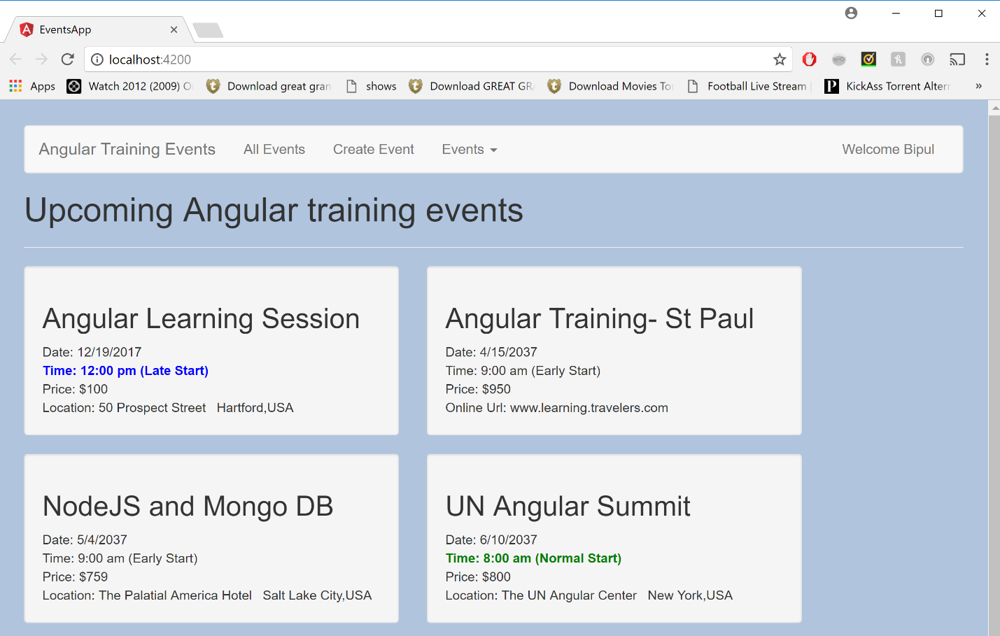 EventsApp
localhost:4200
Apps
Watch 2012 (2009)
Download great gran
shows
Download GREAT
Download Movies
Football Live Stream
KickAss Torrent
Angular Training Events
All Events
Create Event
Events
Welcome Bipul
Upcoming Angular training events
Angular Learning Session
Date: 12/19/2017
Time: 12:00 pm (Late Start)
Price: $100
Location: 50 Prospect Street Hartford,USA
Angular Training- St Paul
Date: 4/15/2037
Time: 9:00 am (Early Start)
Price: $950
Online Url: www.learning.travelers.com
NodeJS and Mongo DB
Date: 5/4/2037
Time: 9:00 am (Early Start)
Price: $759
Location: The Palatial America Hotel Salt Lake City,USA
UN Angular Summit
Date: 6/10/2037
Time: 8:00 am (Normal Start)
Price: $800
Location: The UN Angular Center New York,USA